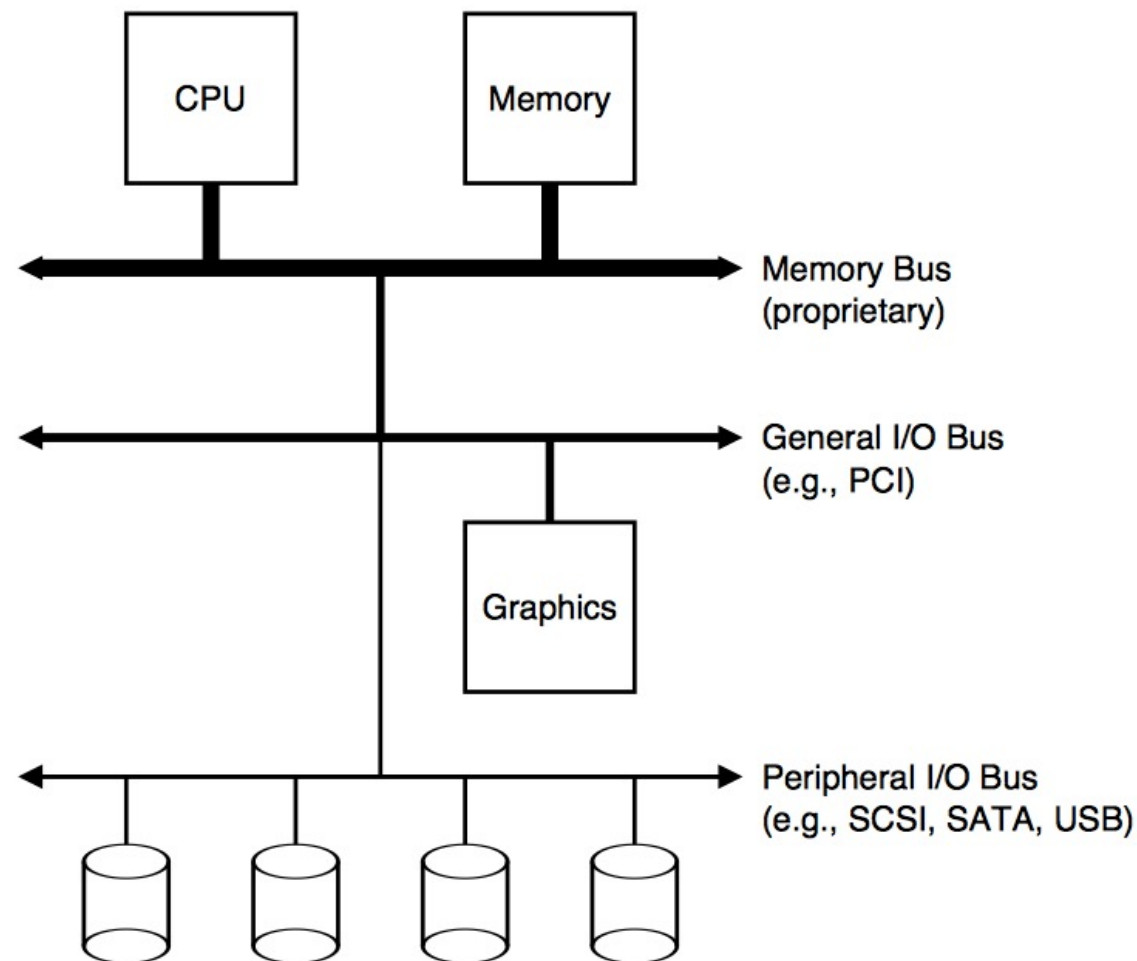 CPU
Memory
Memory Bus
(proprietary)
General I/O Bus
(e.g., PCI)
Graphics
Peripheral I/O Bus
(e.g., SCSI, SATA, USB)